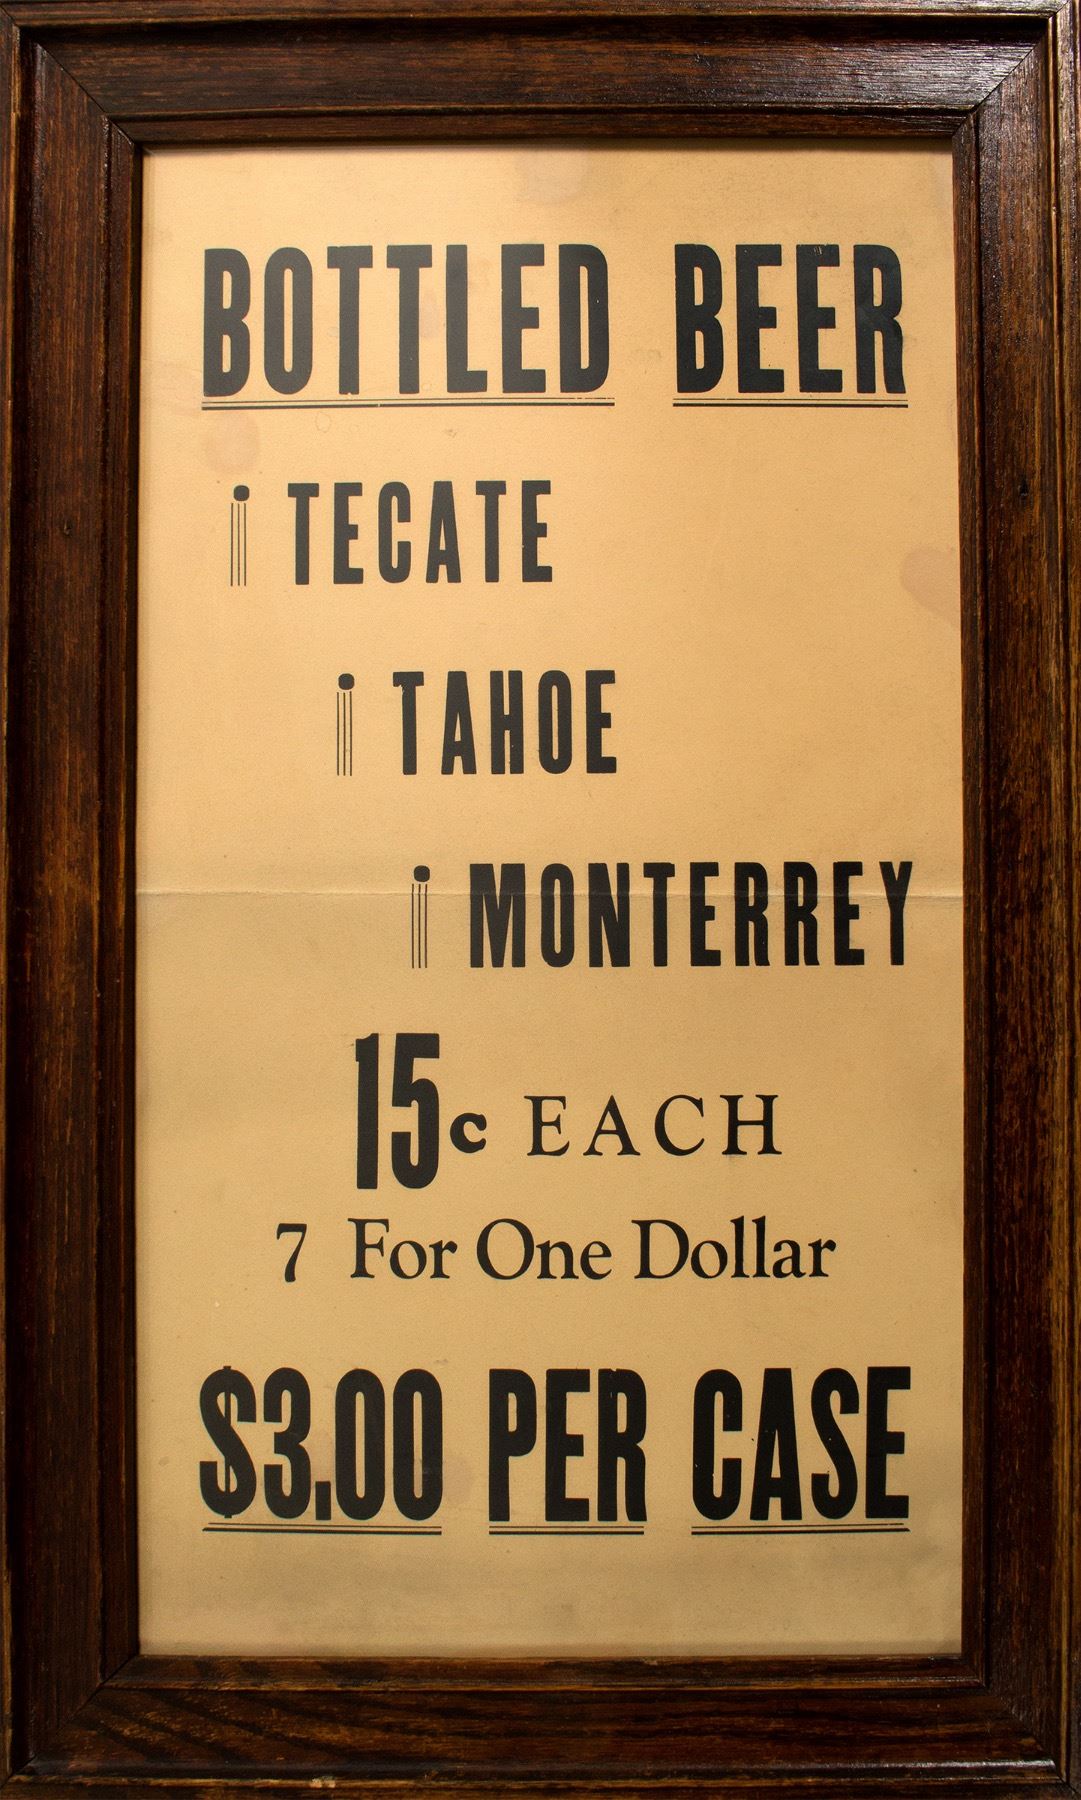 BOTTLED BEER
¡ TECATE
¡ TAHOE
¡ MONTERREY
15c EACH
7 For One Dollar
$3.00 PER CASE